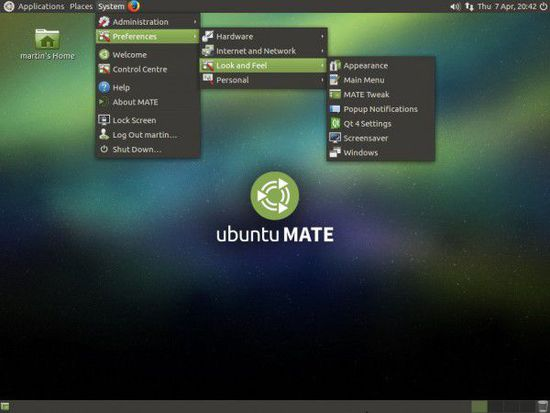 Applications Places System Thu 7 Apr, 20:42
martin's Home
Administration
Preferences
Welcome
Control Centre
Help
About MATE
Lock Screen
Log Out martin...
Shut Down...
Hardware
Internet and Network
Look and Feel
Personal
Appearance
Main Menu
MATE Tweak
Popup Notifications
Qt 4 Settings
Screensaver
Windows
ubuntu MATE